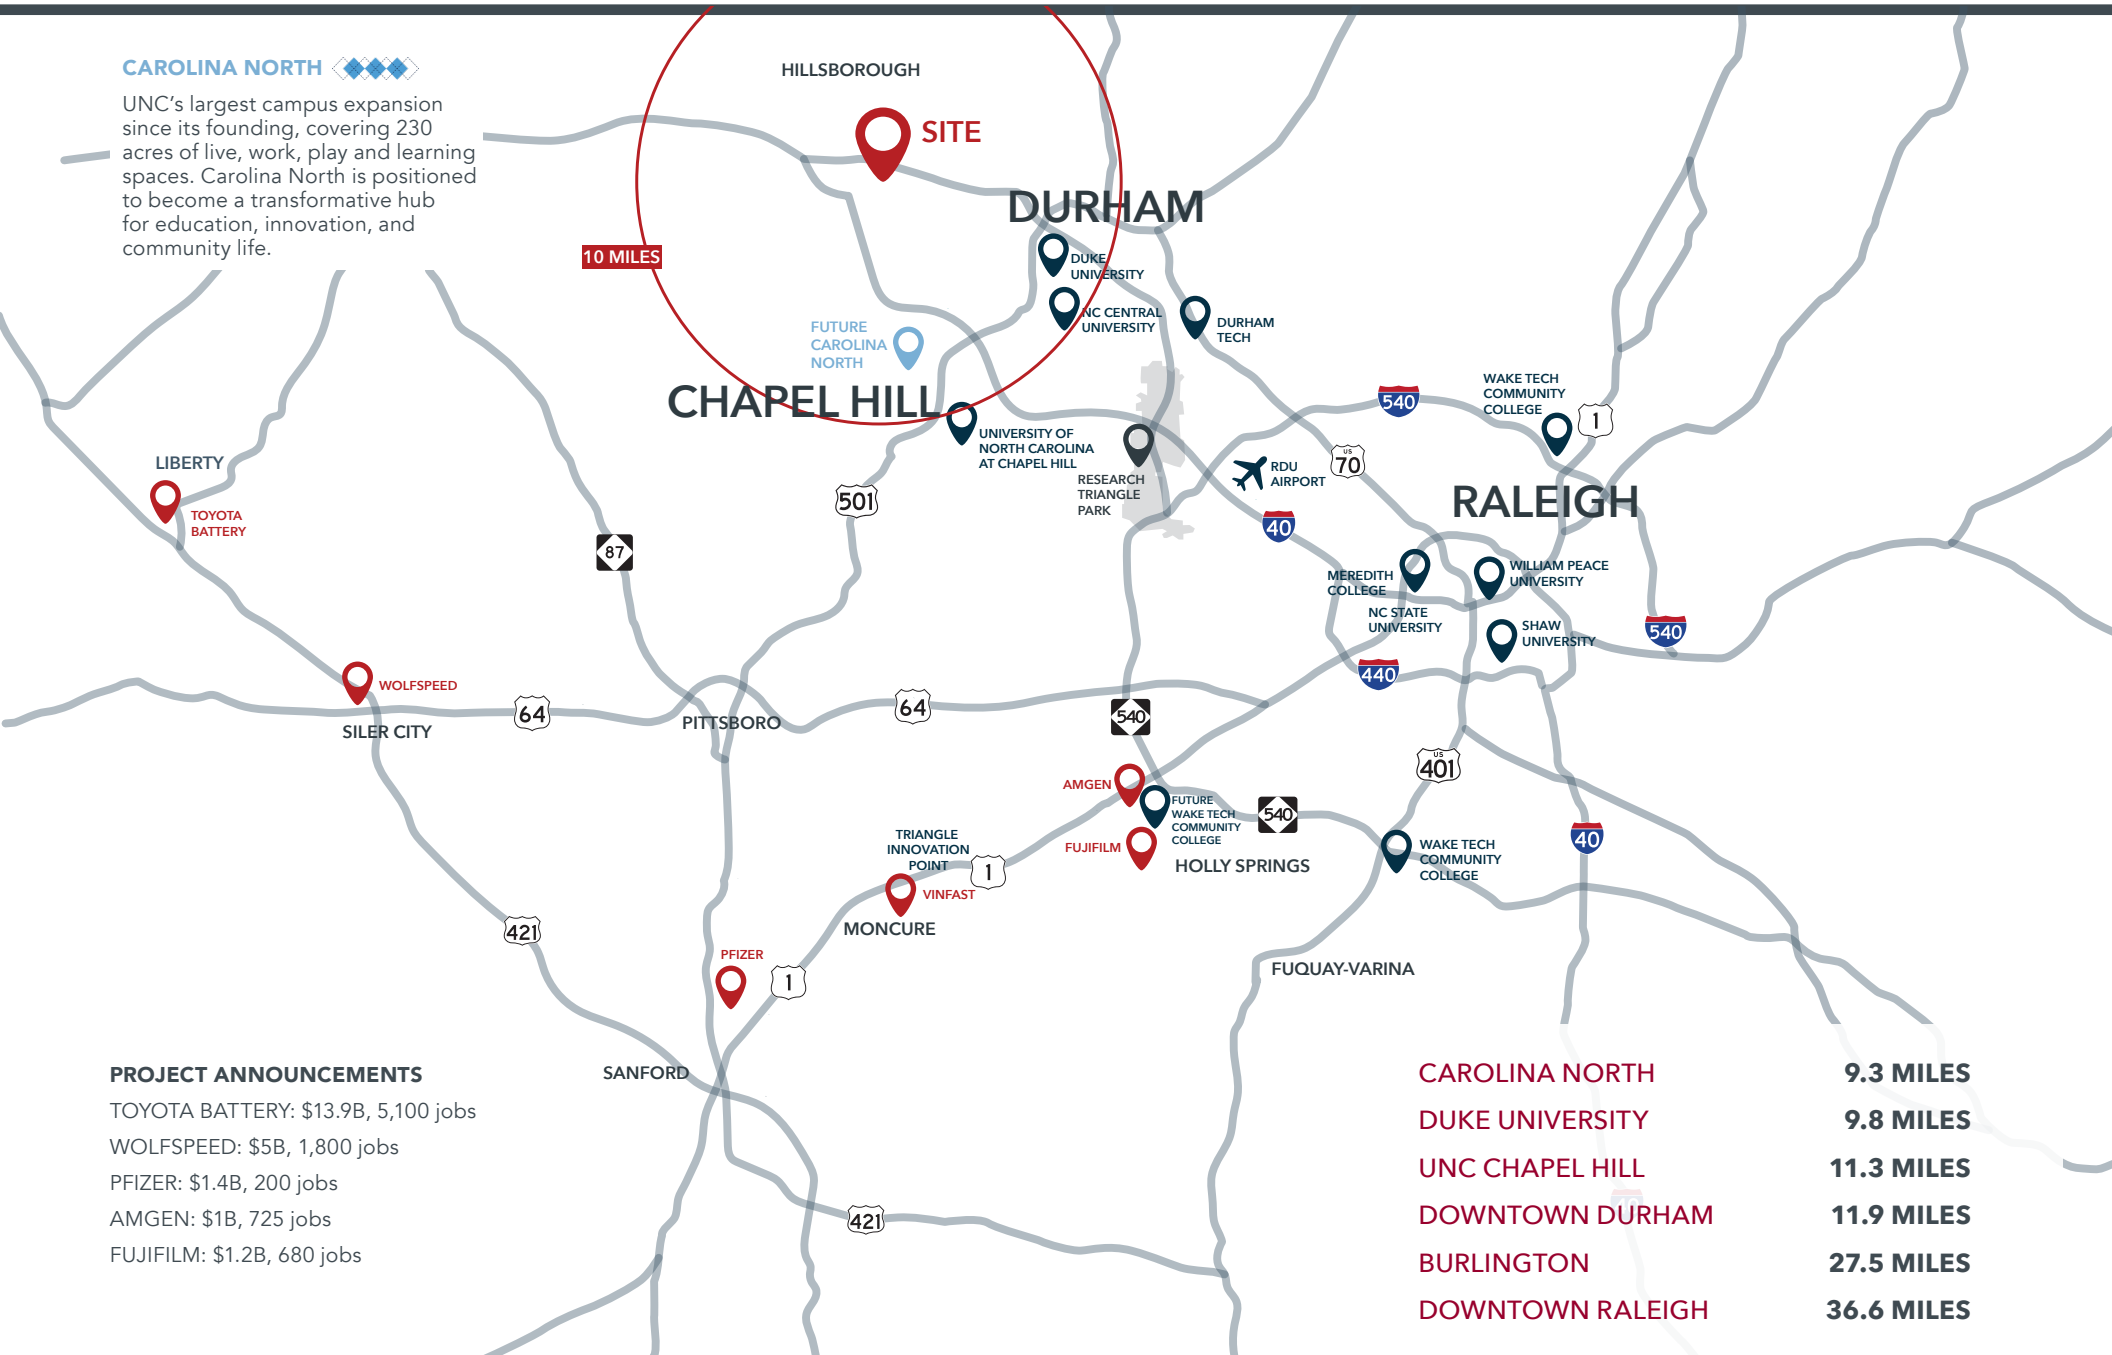 CAROLINA NORTH
UNC's largest campus expansion
since its founding, covering 230
acres of live, work, play and learning
spaces. Carolina North is positioned
to become a transformative hub
for education, innovation, and
community life.
HILLSBOROUGH
SITE
10 MILES
DURHAM
DUKE
UNIVERSITY
NC CENTRAL
UNIVERSITY
DURHAM
TECH
FUTURE
CAROLINA
NORTH
CHAPEL HILL
UNIVERSITY OF
NORTH CAROLINA
AT CHAPEL HILL
RESEARCH
TRIANGLE
PARK
RDU
AIRPORT
540
US
70
WAKE TECH
COMMUNITY
COLLEGE
1
RALEIGH
40
LIBERTY
TOYOTA
BATTERY
87
501
MEREDITH
COLLEGE
NC STATE
UNIVERSITY
WILLIAM PEACE
UNIVERSITY
SHAW
UNIVERSITY
540
440
WOLFSPEED
SILER CITY
64
PITTSBORO
64
540
US
401
AMGEN
FUTURE
WAKE TECH
COMMUNITY
COLLEGE
FUJIFILM
HOLLY SPRINGS
540
WAKE TECH
COMMUNITY
COLLEGE
40
TRIANGLE
INNOVATION
POINT
1
VINFAST
MONCURE
421
PFIZER
1
FUQUAY-VARINA
SANFORD
421
PROJECT ANNOUNCEMENTS
TOYOTA BATTERY: $13.9B, 5,100 jobs
WOLFSPEED: $5B, 1,800 jobs
PFIZER: $1.4B, 200 jobs
AMGEN: $1B, 725 jobs
FUJIFILM: $1.2B, 680 jobs
CAROLINA NORTH 9.3 MILES
DUKE UNIVERSITY 9.8 MILES
UNC CHAPEL HILL 11.3 MILES
40
DOWNTOWN DURHAM 11.9 MILES
BURLINGTON 27.5 MILES
DOWNTOWN RALEIGH 36.6 MILES